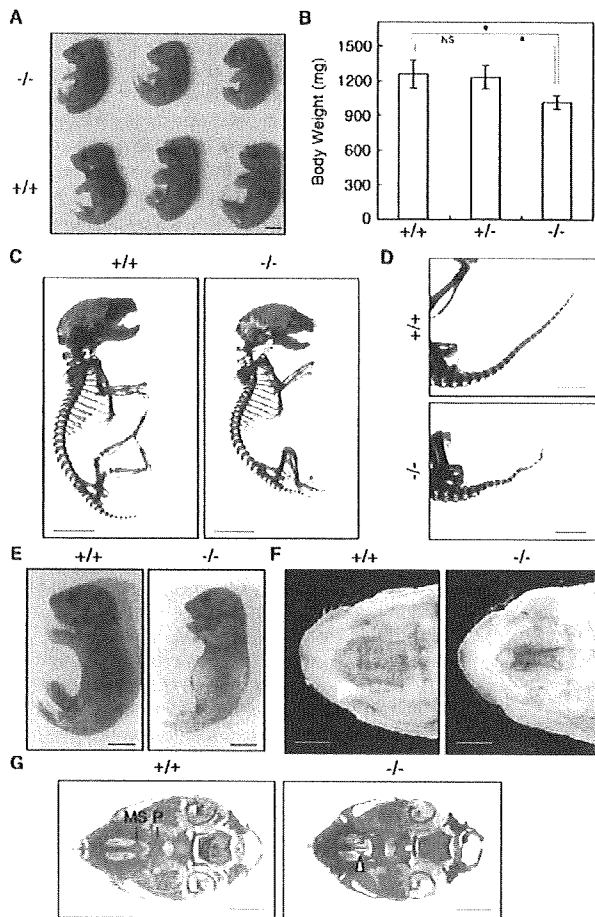 A
-/-
+/+
B
Body Weight (mg)
1500
1200
900
600
300
0
NS
+/+
+/-
-/-
C
+/+
-/-
D
+/+
-/-
E
+/+
-/-
F
+/+
-/-
G
+/+
-/-
MS P